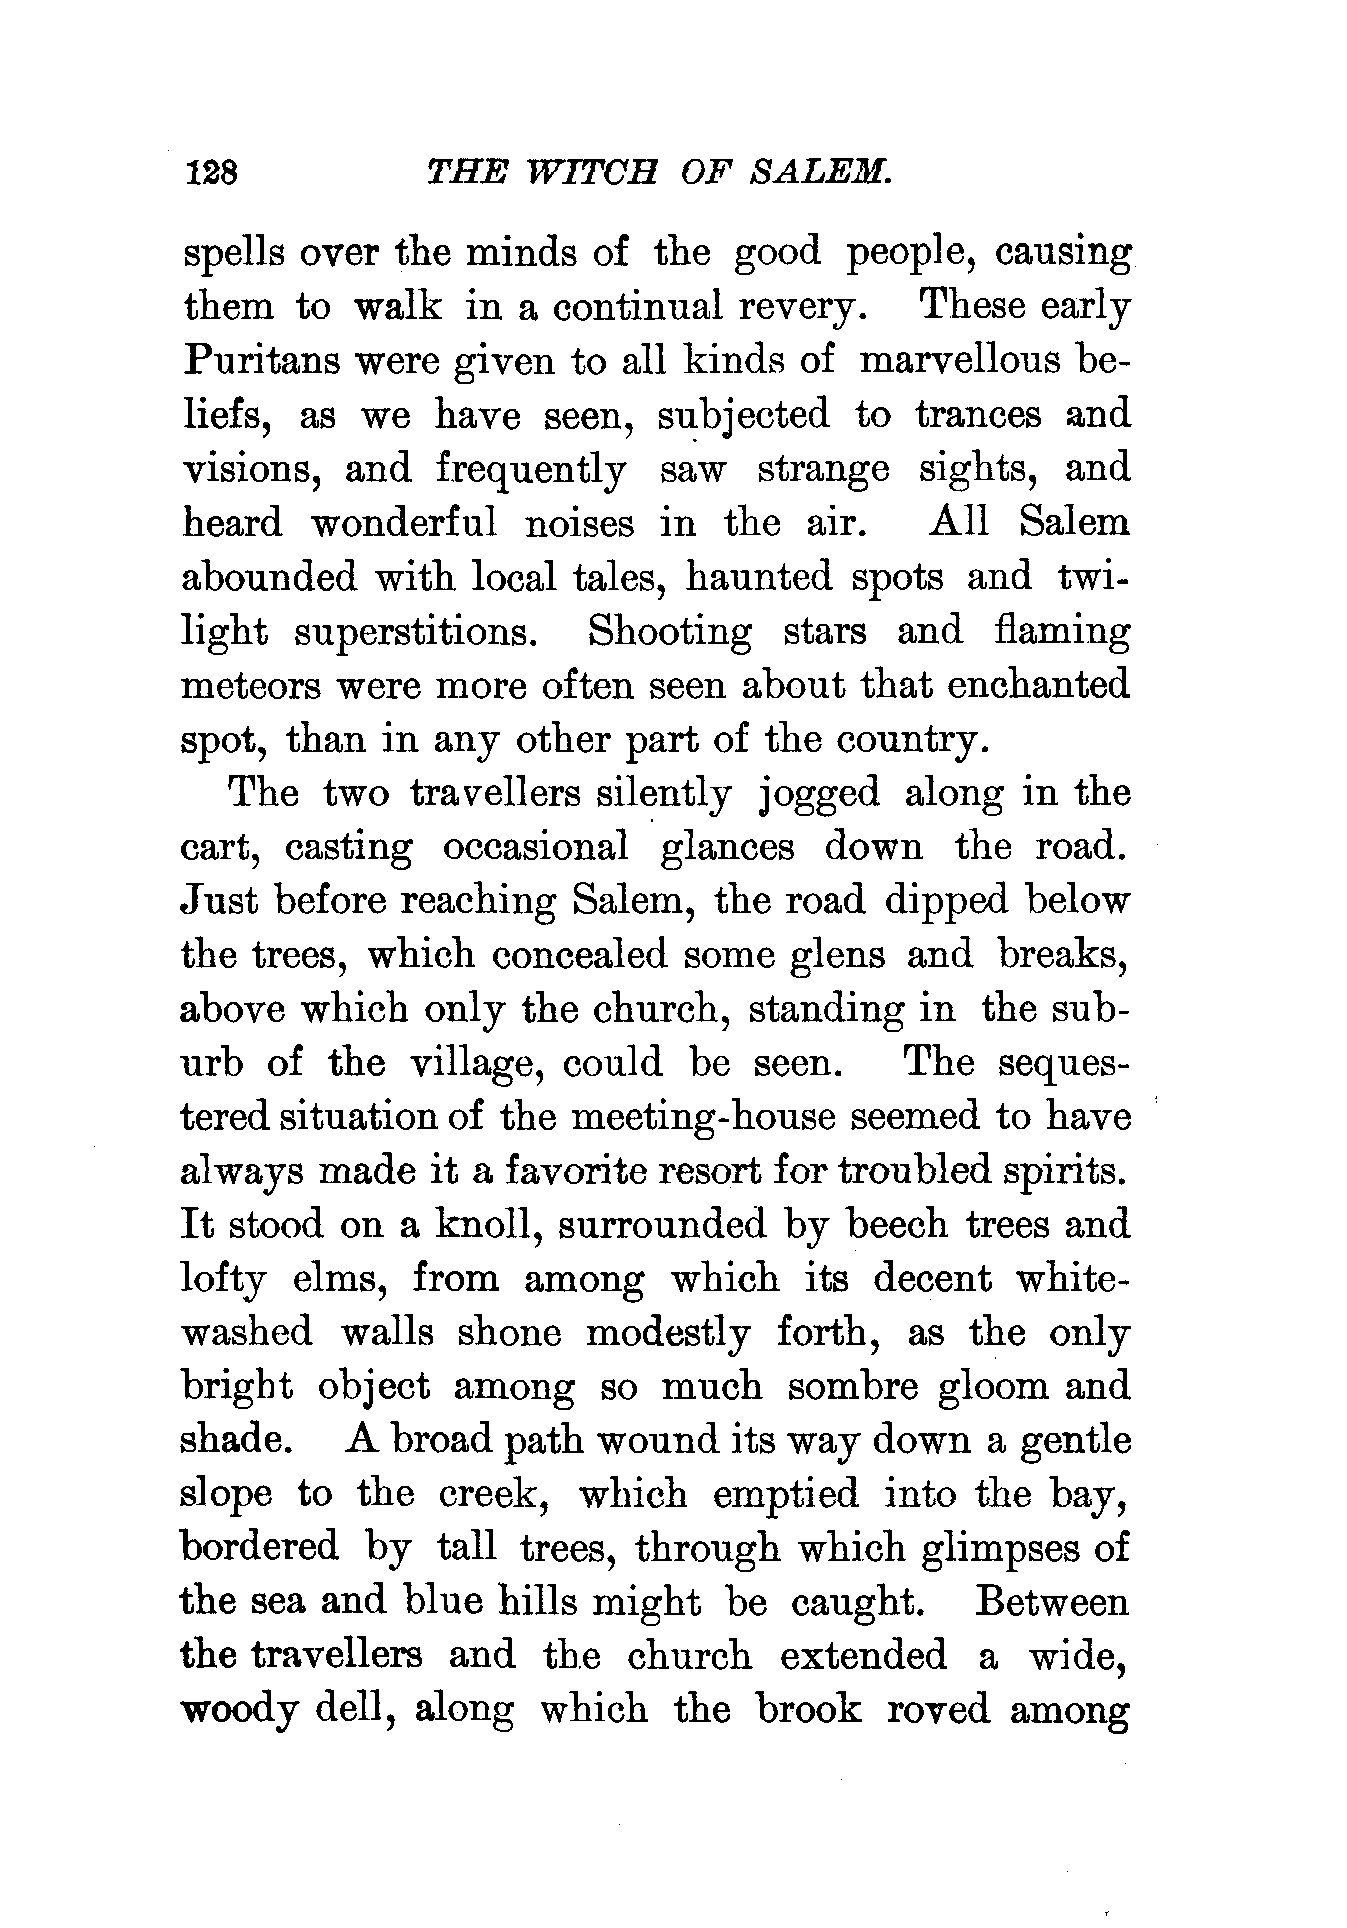 128 THE WITCH OF SALEM.
spells over the minds of the good people, causing
them to walk in a continual revery. These early
Puritans were given to all kinds of marvellous be-
liefs, as we have seen, subjected to trances and
visions, and frequently saw strange sights, and
heard wonderful noises in the air. All Salem
abounded with local tales, haunted spots and twi-
light superstitions. Shooting stars and flaming
meteors were more often seen about that enchanted
spot, than in any other part of the country.
The two travellers silently jogged along in the
cart, casting occasional glances down the road.
Just before reaching Salem, the road dipped below
the trees, which concealed some glens and breaks,
above which only the church, standing in the sub-
urb of the village, could be seen. The seques-
tered situation of the meeting-house seemed to have
always made it a favorite resort for troubled spirits.
It stood on a knoll, surrounded by beech trees and
lofty elms, from among which its decent white-
washed walls shone modestly forth, as the only
bright object among so much sombre gloom and
shade. A broad path wound its way down a gentle
slope to the creek, which emptied into the bay,
bordered by tall trees, through which glimpses of
the sea and blue hills might be caught. Between
the travellers and the church extended a wide,
woody dell, along which the brook roved among